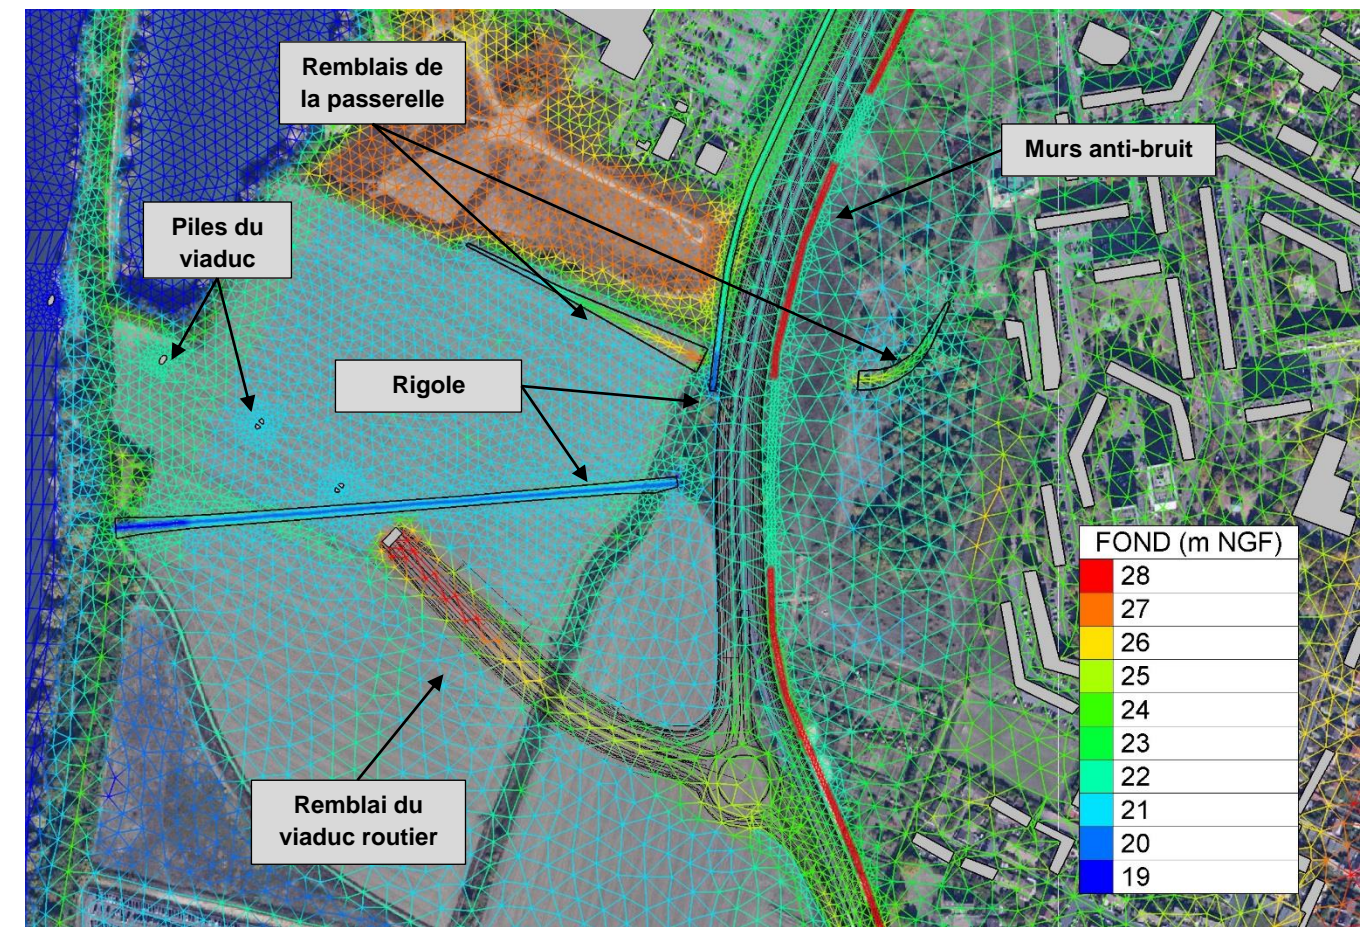 Remblais de
la passerelle
Murs anti-bruit
Piles du
viaduc
Rigole
Remblai du
viaduc routier
FOND (m NGF)
28
27
26
25
24
23
22
21
20
19